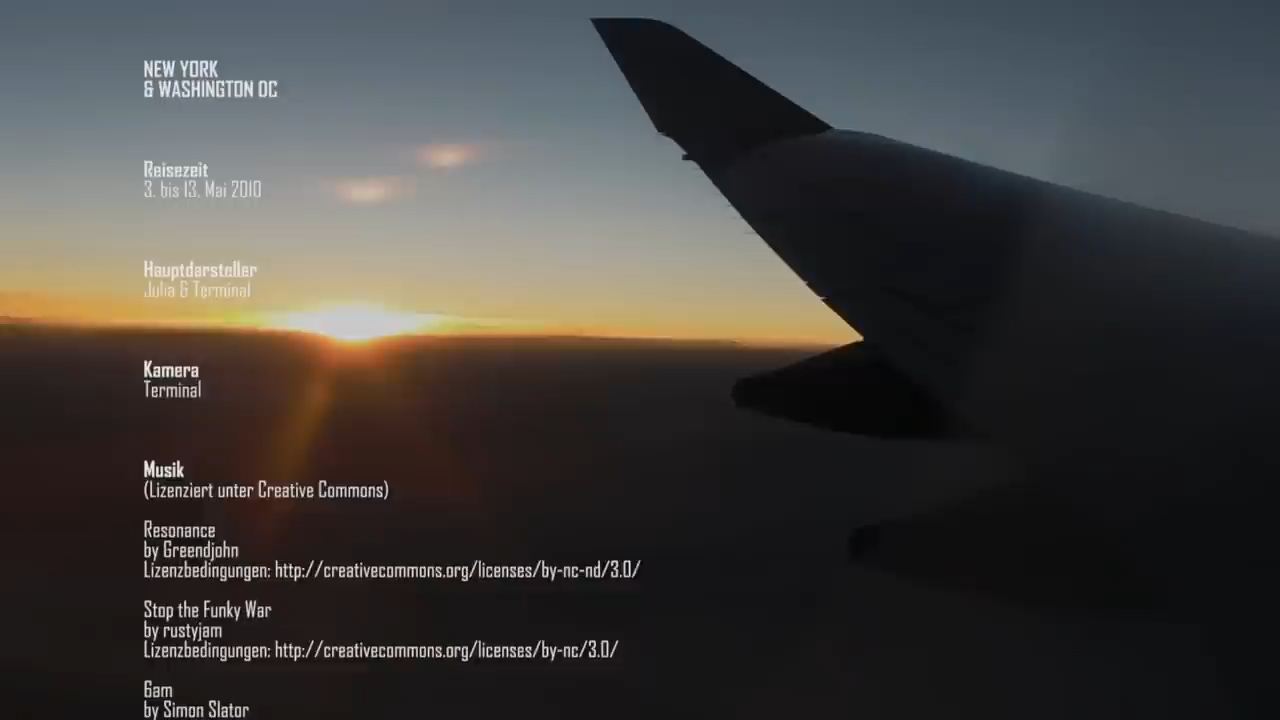 NEW YORK
& WASHINGTON DC
Reisezeit
3. bis 13. Mai 2010
Hauptdarsteller
Julia & Terminal
Kamera
Terminal
Musik
(Lizenziert unter Creative Commons)
Resonance
by Greendjohn
Lizenzbedingungen: http://creativecommons.org/licenses/by-nc-nd/3.0/
Stop the Funky War
by rustyjam
Lizenzbedingungen: http://creativecommons.org/licenses/by-nc/3.0/
6am
by Simon Slator